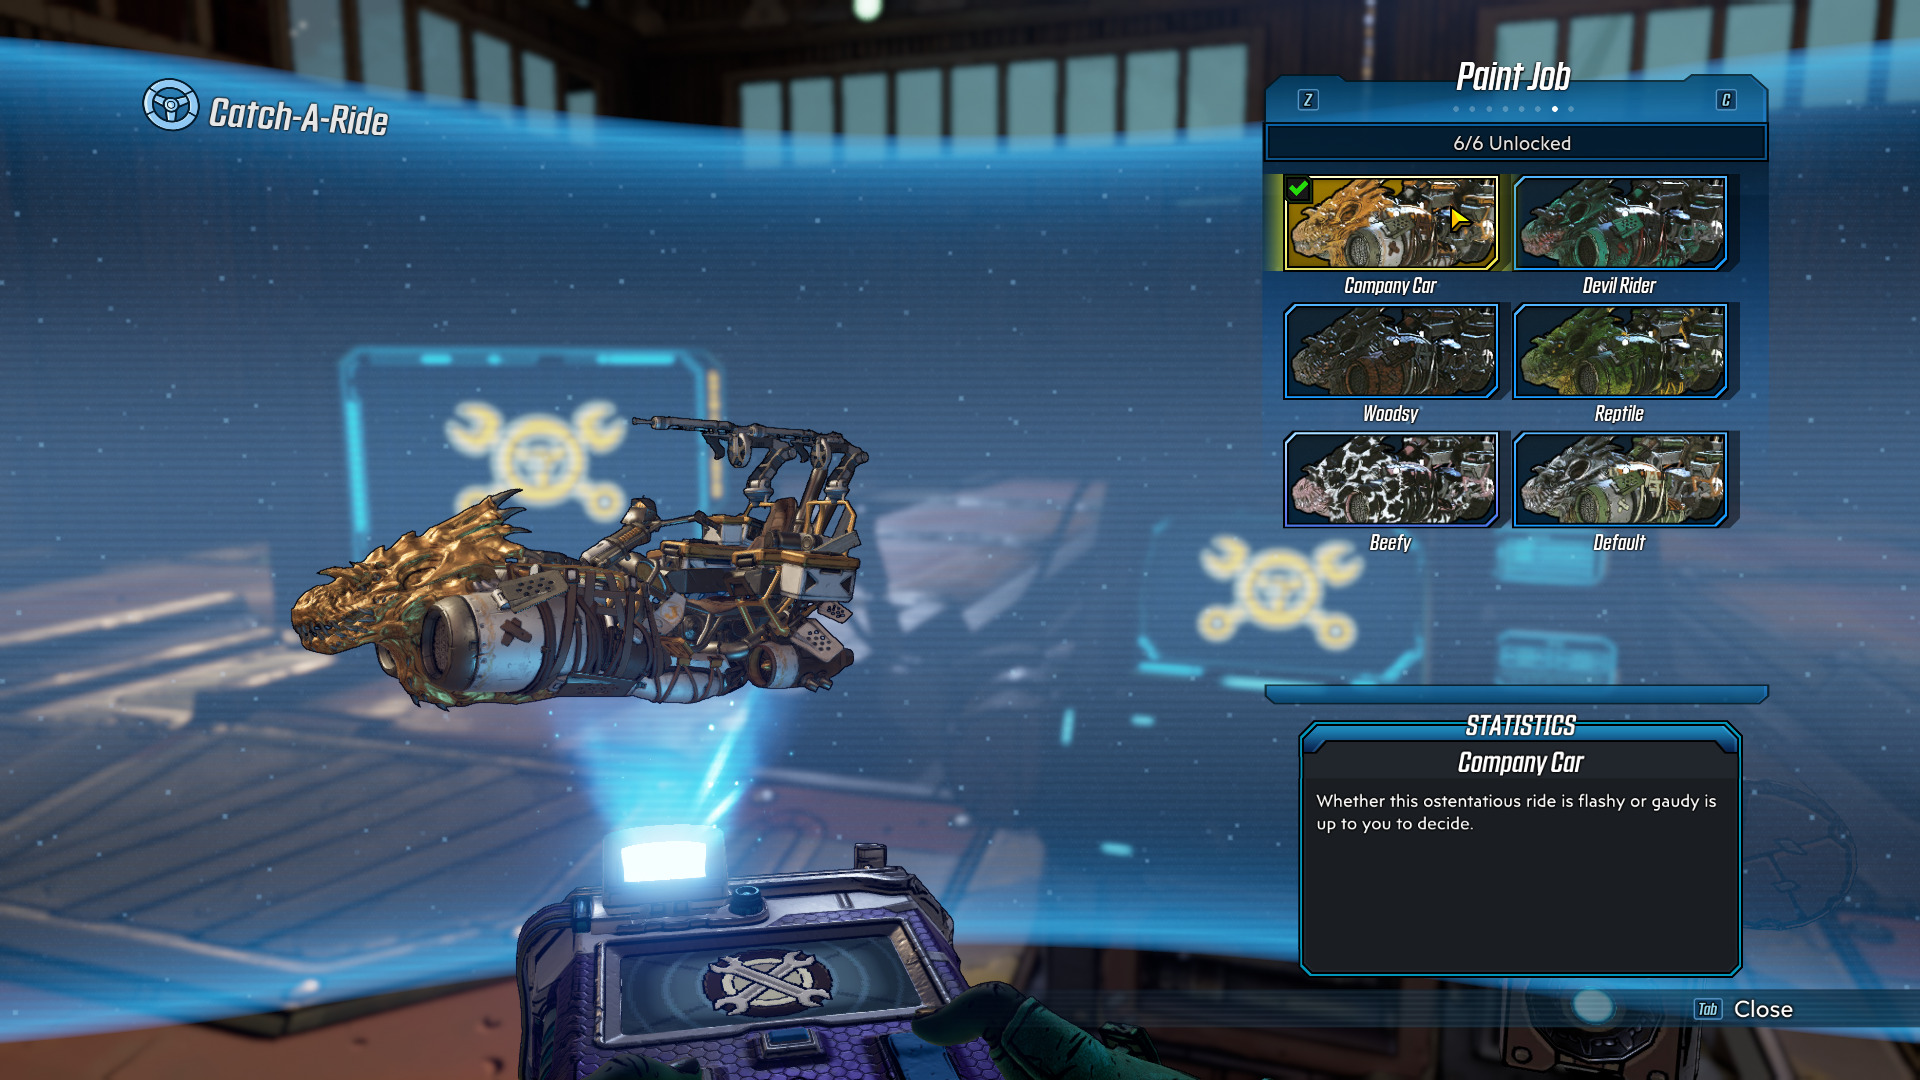 Catch-A-Ride
Paint Job
Z
C
6/6 Unlocked
Company Car
Devil Rider
Woodsy
Reptile
Beefy
Default
STATISTICS
Company Car
Whether this ostentatious ride is flashy or gaudy is
up to you to decide.
Tab Close